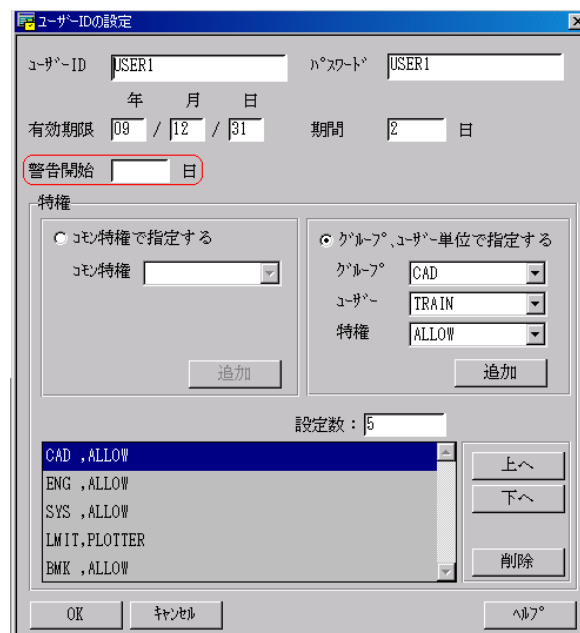 ﾕｰｻﾞｰIDの設定
ﾕｰｻﾞｰID USER1 ﾊﾟｽﾜｰﾄﾞ USER1
年 月 日
有効期限 09 / 12 / 31 期間 2 日
警告開始 日
特権
ｺﾓﾝ特権で指定する
ｺﾓﾝ特権
追加
ｸﾞﾙｰﾌﾟ､ﾕｰｻﾞｰ単位で指定する
ｸﾞﾙｰﾌﾟ CAD
ﾕｰｻﾞｰ TRAIN
特権 ALLOW
追加
設定数：5
CAD ,ALLOW
ENG ,ALLOW
SYS ,ALLOW
LMIT,PLOTTER
BMK ,ALLOW
上へ
下へ
削除
OK ｷｬﾝｾﾙ ﾍﾙﾌﾟ